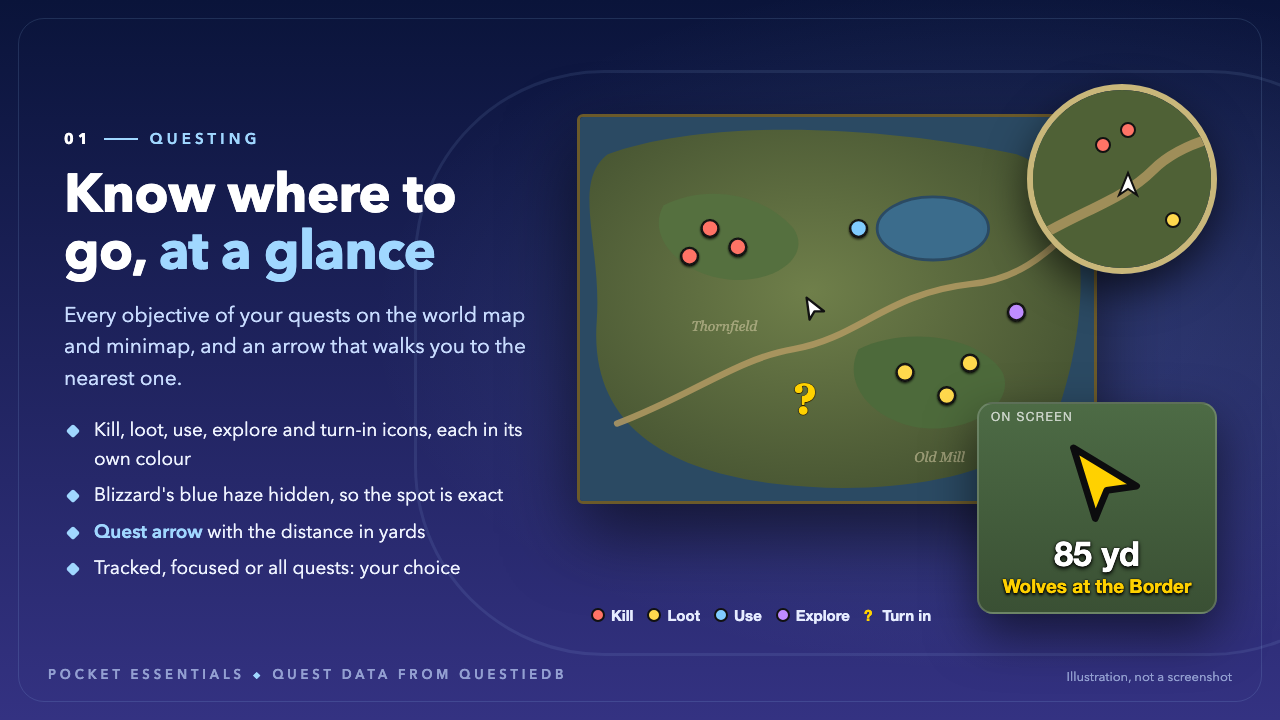 01 QUESTING
Know where to
go, at a glance
Every objective of your quests on the world map
and minimap, and an arrow that walks you to the
nearest one.
Kill, loot, use, explore and turn-in icons, each in its
own colour
Blizzard's blue haze hidden, so the spot is exact
Quest arrow with the distance in yards
Tracked, focused or all quests: your choice
Thornfield
?
Old Mill
ON SCREEN
85 yd
Wolves at the Border
Kill Loot Use Explore ? Turn in
POCKET ESSENTIALS ◆ QUEST DATA FROM QUESTIEDB
Illustration, not a screenshot